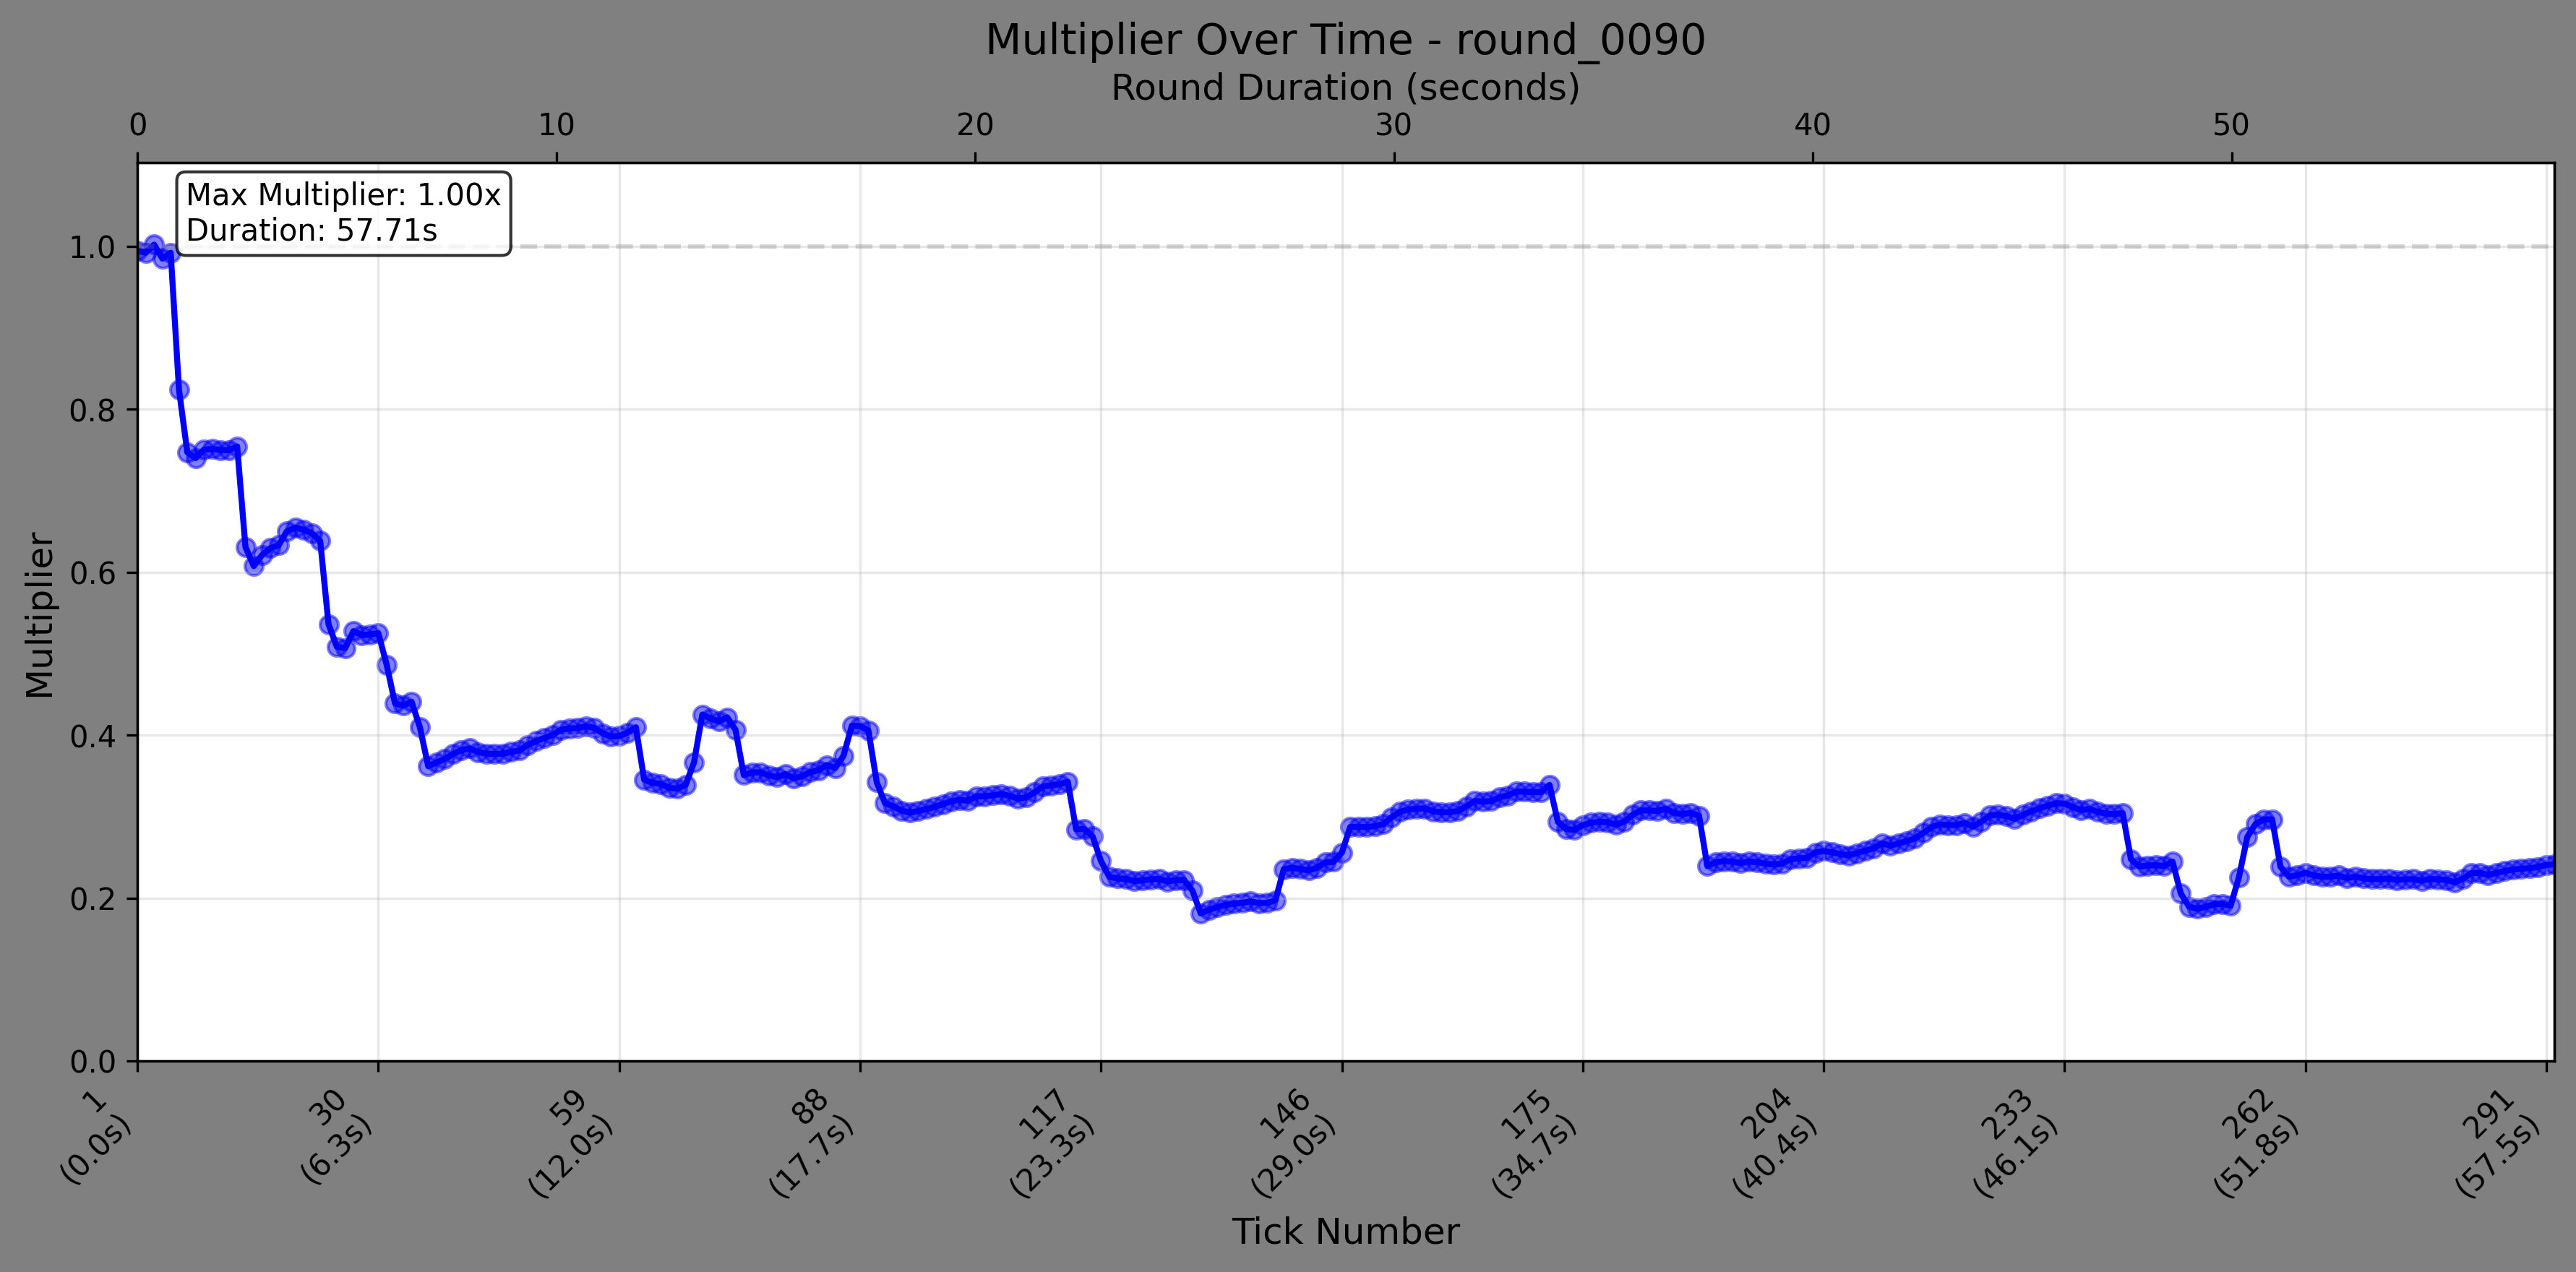 Multiplier Over Time - round_0090
Round Duration (seconds)
0 10 20 30 40 50
Max Multiplier: 1.00x
Duration: 57.71s
Multiplier
1.0
0.8
0.6
0.4
0.2
0.0
1
(0.0s)
30
(6.3s)
59
(12.0s)
88
(17.7s)
117
(23.3s)
146
(29.0s)
175
(34.7s)
204
(40.4s)
233
(46.1s)
262
(51.8s)
291
(57.5s)
Tick Number